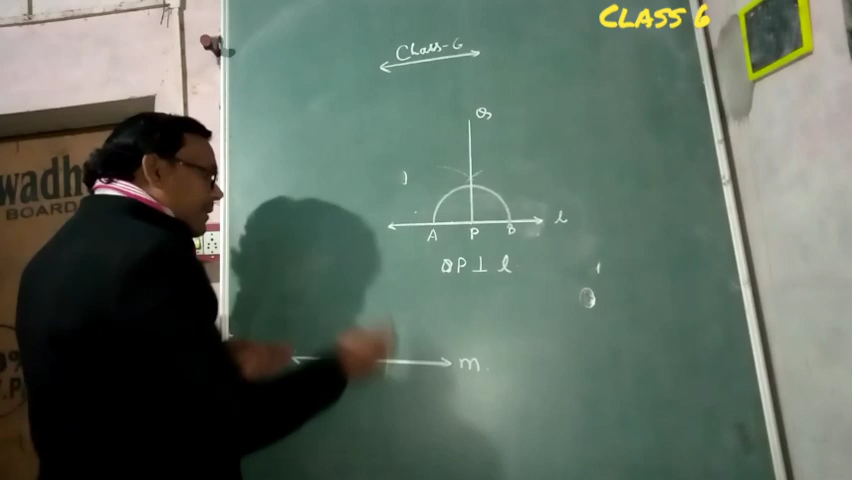 CLASS 6
Class-6
Q
l
A P B
QP ⊥ l
m
wadh
BOARD